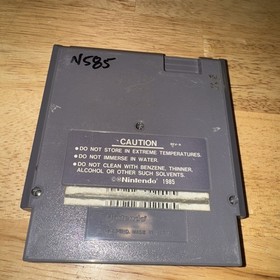 N585
CAUTION
● DO NOT STORE IN EXTREME TEMPERATURES.
● DO NOT IMMERSE IN WATER.
● DO NOT CLEAN WITH BENZENE, THINNER, ALCOHOL OR OTHER SUCH SOLVENTS.
©Nintendo 1985